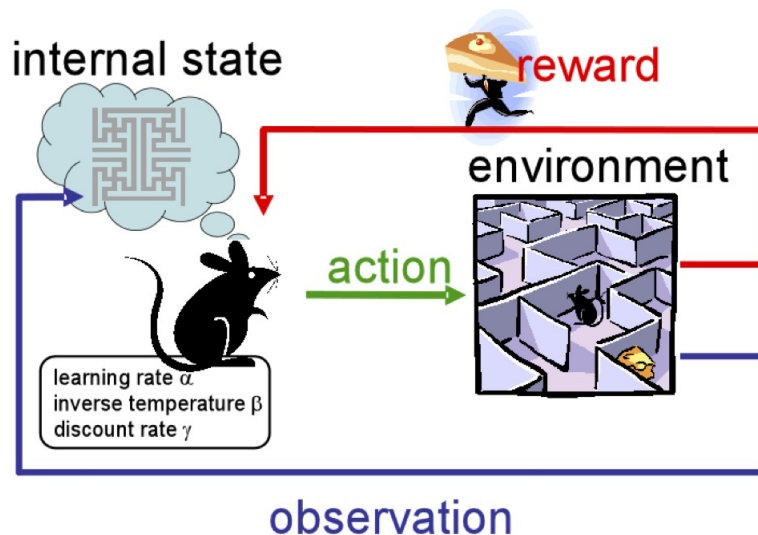 internal state
reward
environment
action
learning rate α
inverse temperature β
discount rate γ
observation